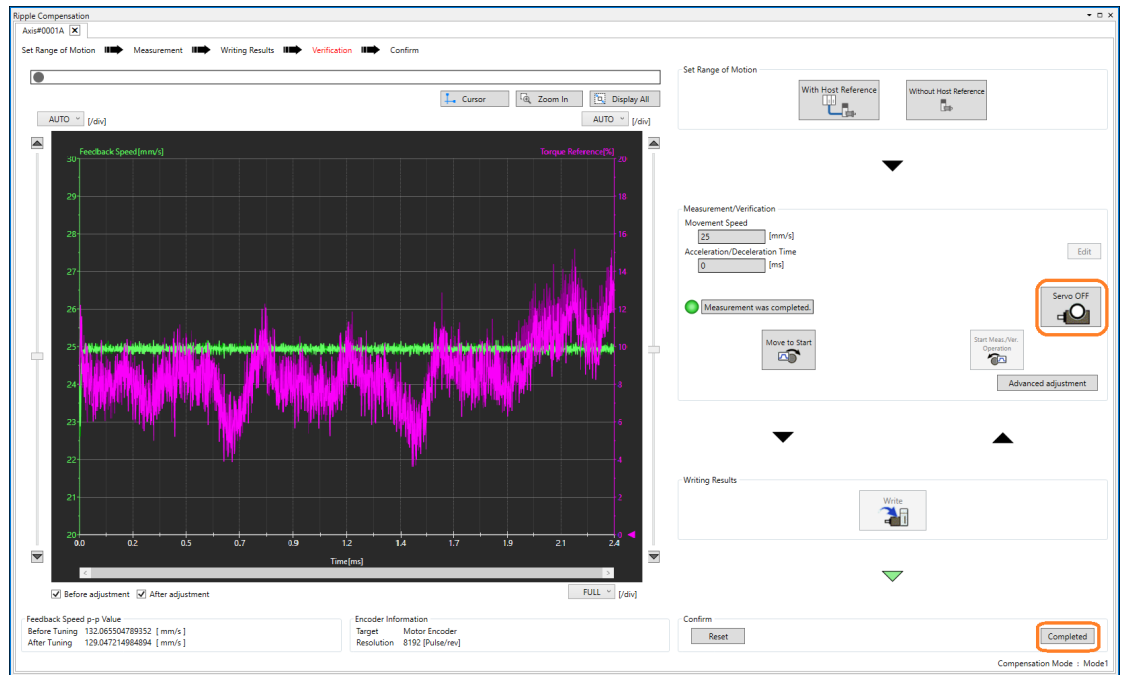 Ripple Compensation
Axis#0001A
Set Range of Motion Measurement Writing Results Verification Confirm
Cursor Zoom In Display All
AUTO [/div] AUTO [/div]
Feedback Speed[mm/s] Torque Reference[%]
30 20
29 18
28 16
27 14
26 12
25 10
24 8
23 6
22 4
21 2
20 0
0.0 0.2 0.5 0.7 0.9 1.2 1.4 1.7 1.9 2.1 2.4
Time[ms]
Before adjustment After adjustment FULL [/div]
Feedback Speed p-p Value
Before Tuning 132.065504789352 [ mm/s ]
After Tuning 129.047214984894 [ mm/s ]
Encoder Information
Target Motor Encoder
Resolution 8192 [Pulse/rev]
Set Range of Motion
With Host Reference Without Host Reference
Measurement/Verification
Movement Speed
25 [mm/s]
Acceleration/Deceleration Time
0 [ms]
Edit
Servo OFF
Measurement was completed.
Move to Start
Start Meas./Ver.
Operation
Advanced adjustment
Writing Results
Write
Confirm
Reset Completed
Compensation Mode : Mode1